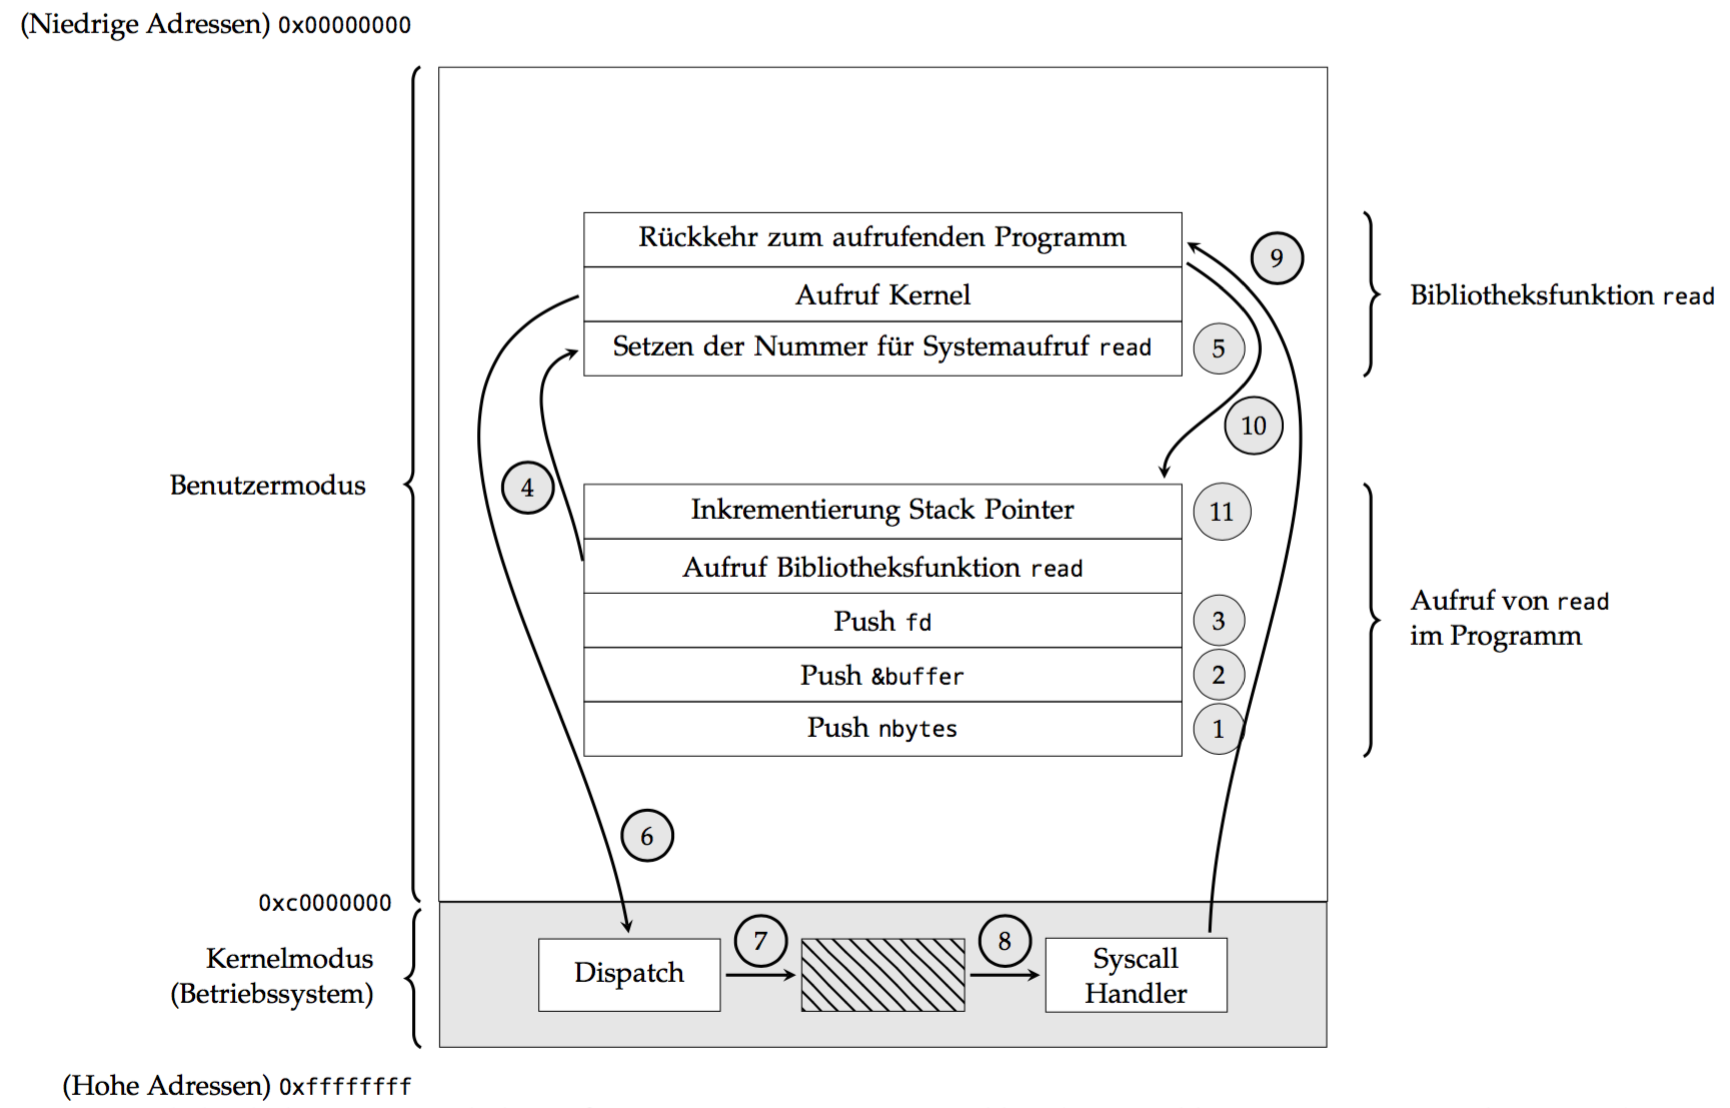 (Niedrige Adressen) 0x00000000
Rückkehr zum aufrufenden Programm
9
Aufruf Kernel
Bibliotheksfunktion read
Setzen der Nummer für Systemaufruf read
5
10
Benutzermodus
4
Inkrementierung Stack Pointer
11
Aufruf Bibliotheksfunktion read
Push fd
3
Aufruf von read
im Programm
Push &buffer
2
Push nbytes
1
6
0xc0000000
Kernelmodus
(Betriebssystem)
Dispatch
7
8
Syscall
Handler
(Hohe Adressen) 0xffffffff